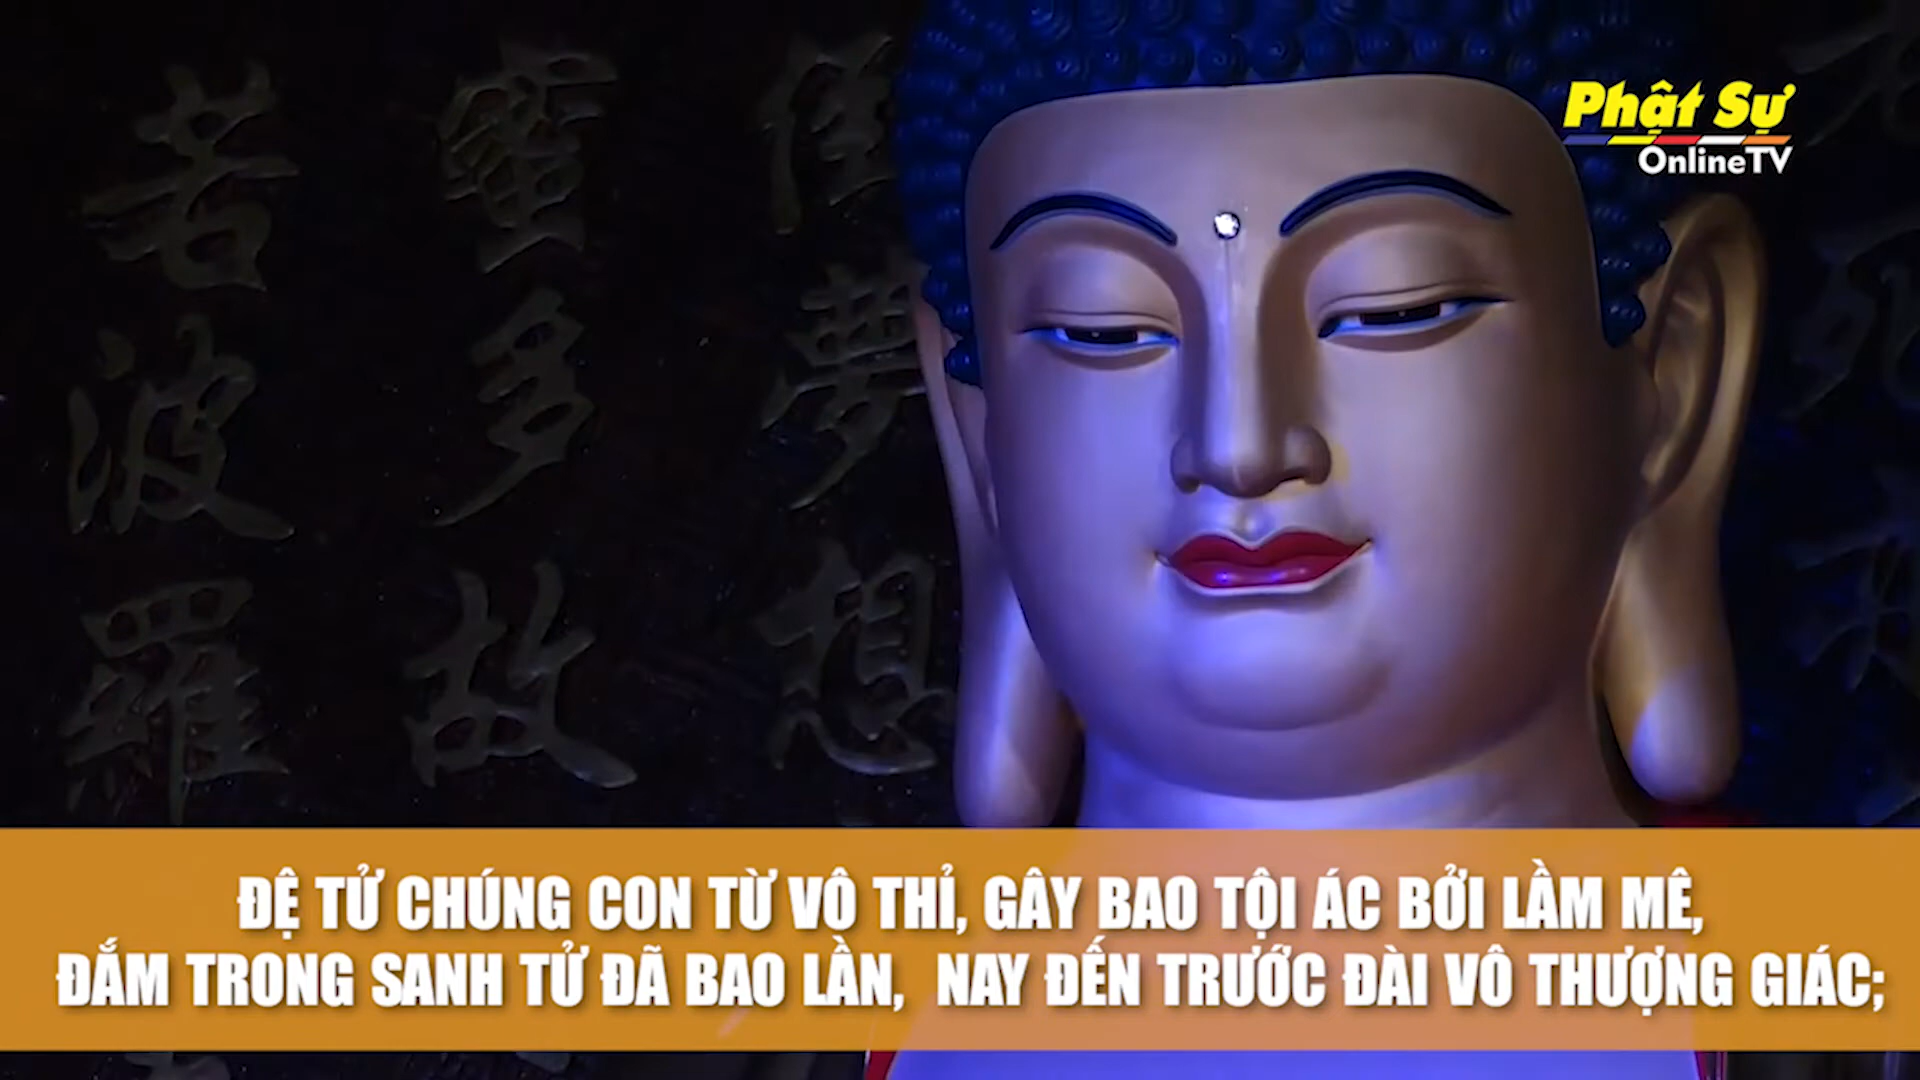 Phật Sự
OnlineTV
苦 蜜 倒
波 多 夢
羅 故 想
ĐỆ TỬ CHÚNG CON TỪ VÔ THỈ, GÂY BAO TỘI ÁC BỞI LẦM MÊ,
ĐẮM TRONG SANH TỬ ĐÃ BAO LẦN, NAY ĐẾN TRƯỚC ĐÀI VÔ THƯỢNG GIÁC;